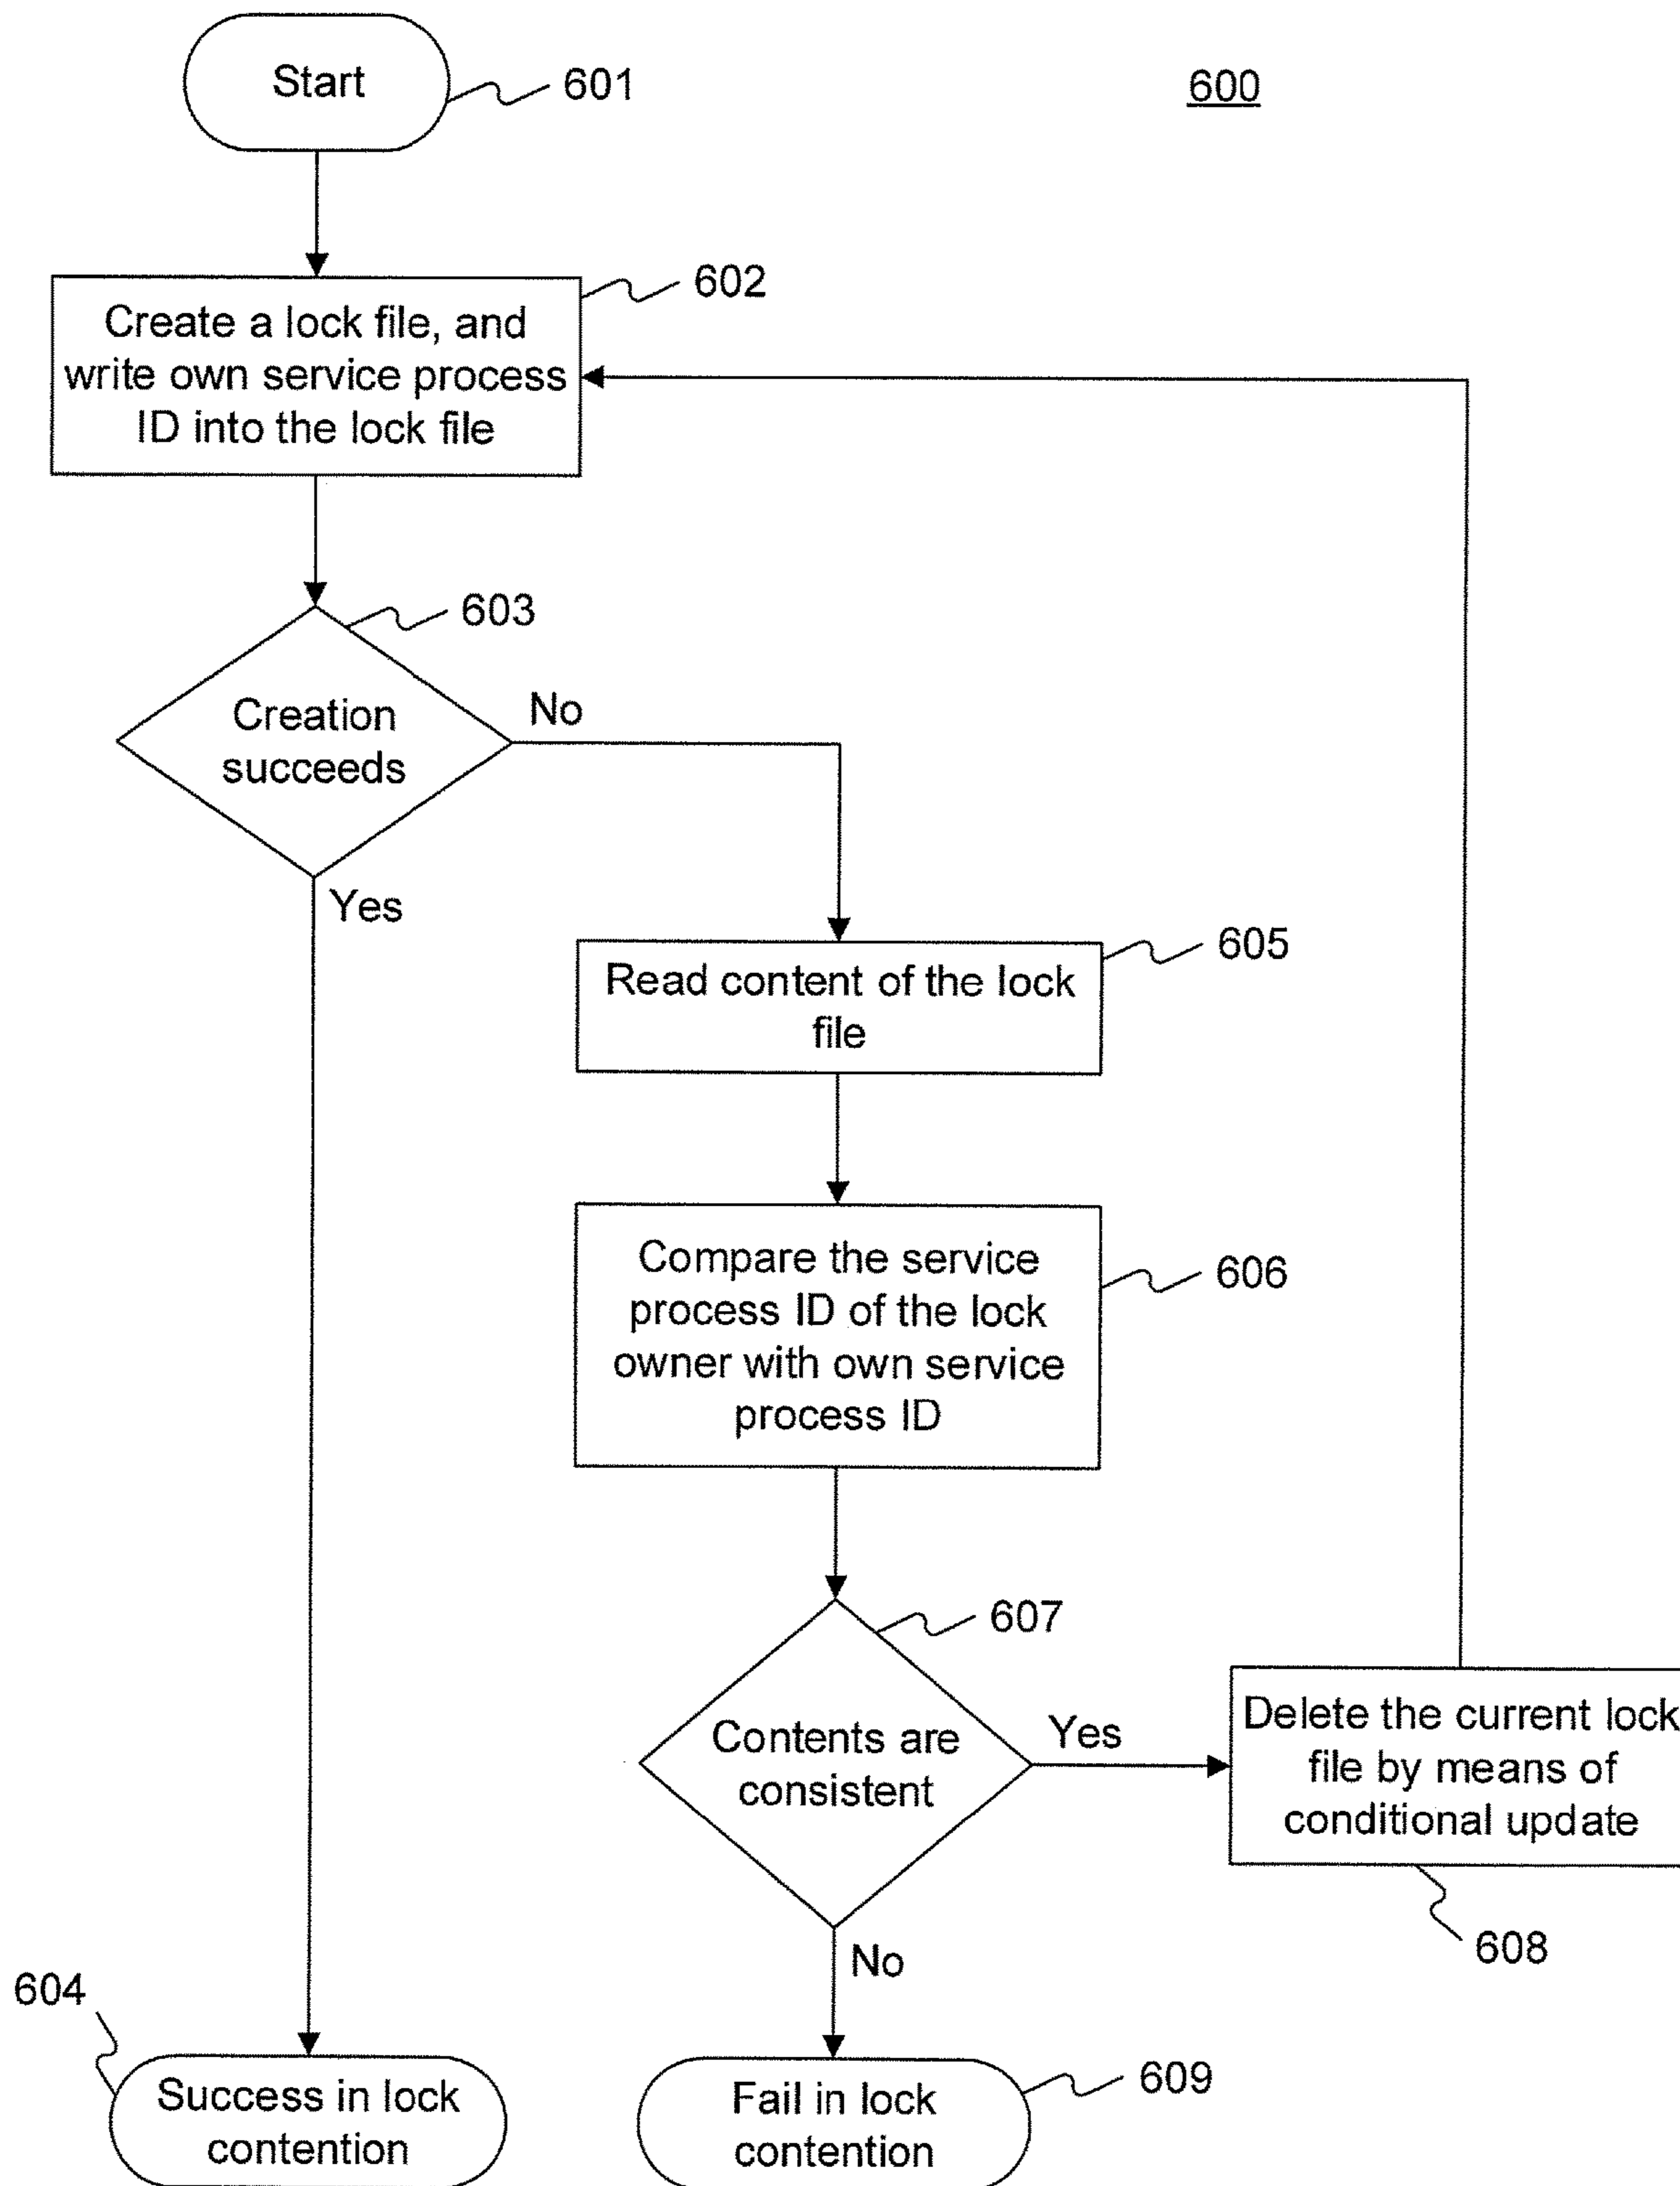 Start
601
600
602
Create a lock file, and
write own service process
ID into the lock file
603
Creation
succeeds
No
Yes
605
Read content of the lock
file
606
Compare the service
process ID of the lock
owner with own service
process ID
607
Contents are
consistent
Yes
Delete the current lock
file by means of
conditional update
608
No
604
Success in lock
contention
609
Fail in lock
contention